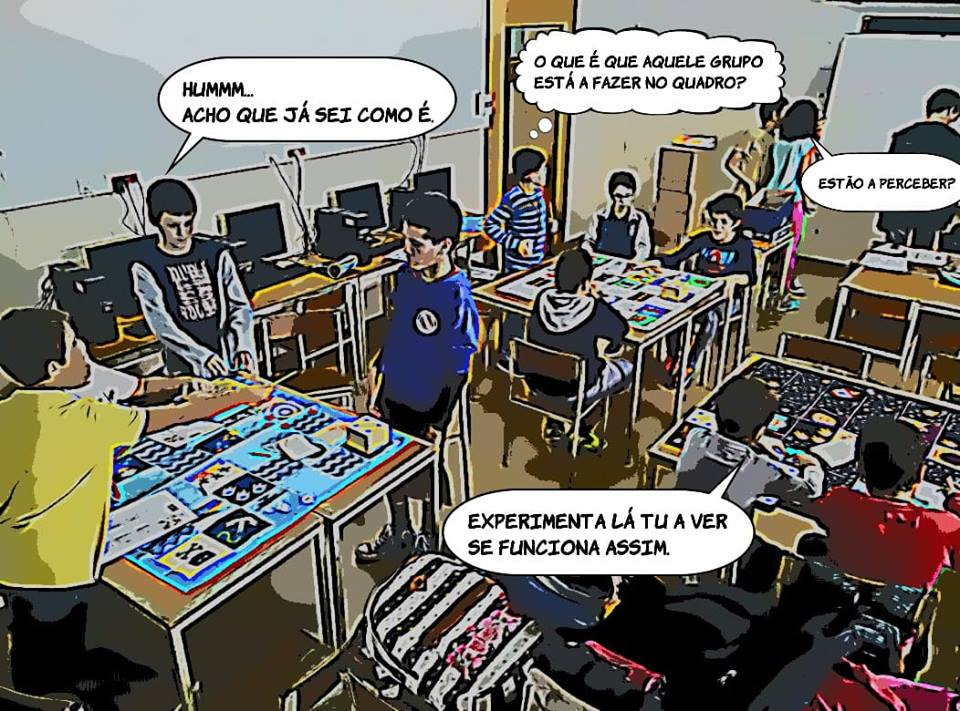 HUMMM...
ACHO QUE JÁ SEI COMO É.
O QUE É QUE AQUELE GRUPO
ESTÁ A FAZER NO QUADRO?
ESTÃO A PERCEBER?
EXPERIMENTA LÁ TU A VER
SE FUNCIONA ASSIM.